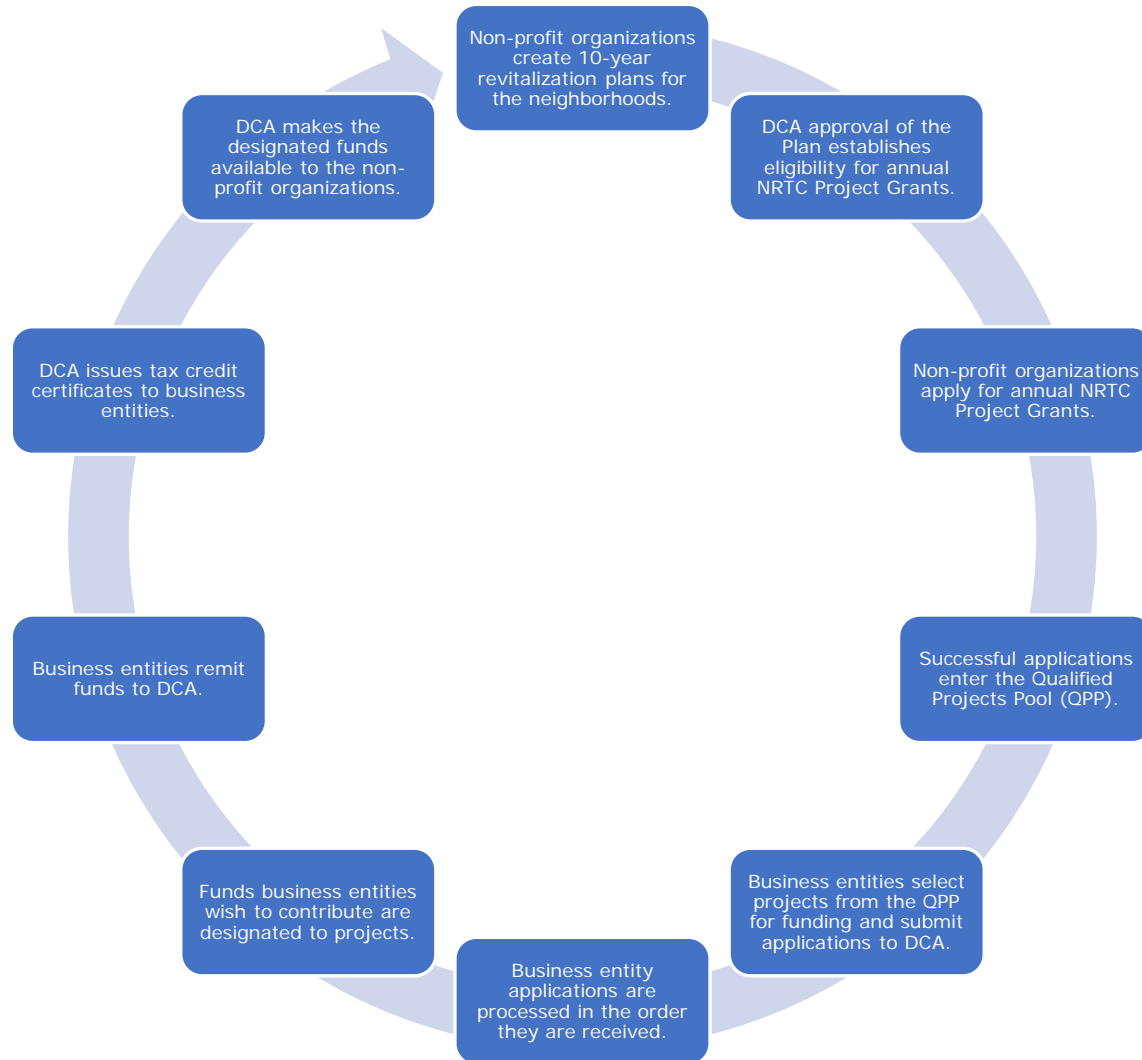 Non-profit organizations
create 10-year
revitalization plans for
the neighborhoods.
DCA approval of the
Plan establishes
eligibility for annual
NRTC Project Grants.
Non-profit organizations
apply for annual NRTC
Project Grants.
Successful applications
enter the Qualified
Projects Pool (QPP).
Business entities select
projects from the QPP
for funding and submit
applications to DCA.
Business entity
applications are
processed in the order
they are received.
Funds business entities
wish to contribute are
designated to projects.
Business entities remit
funds to DCA.
DCA issues tax credit
certificates to business
entities.
DCA makes the
designated funds
available to the non-
profit organizations.